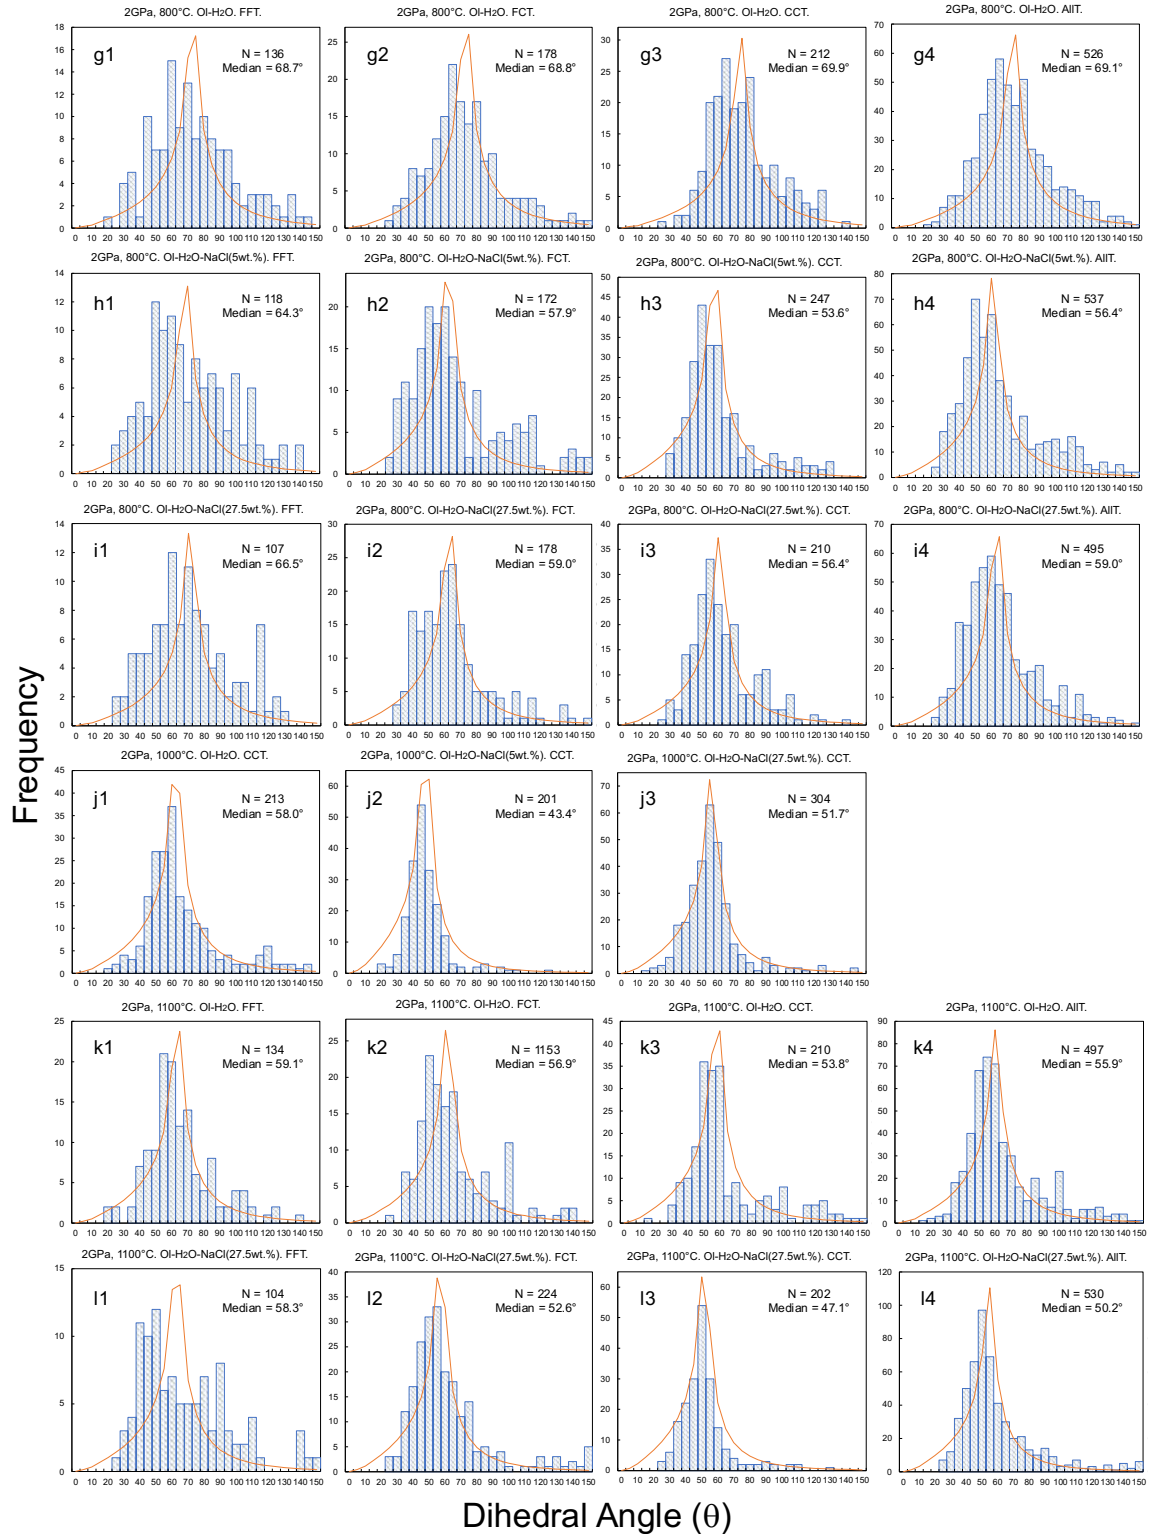 2GPa, 800°C. Ol-H2O. FFT.
g1
N = 136
Median = 68.7°
2GPa, 800°C. Ol-H2O. FCT.
g2
N = 178
Median = 68.8°
2GPa, 800°C. Ol-H2O. CCT.
g3
N = 212
Median = 69.9°
2GPa, 800°C. Ol-H2O. AllT.
g4
N = 526
Median = 69.1°
2GPa, 800°C. Ol-H2O-NaCl(5wt.%). FFT.
h1
N = 118
Median = 64.3°
2GPa, 800°C. Ol-H2O-NaCl(5wt.%). FCT.
h2
N = 172
Median = 57.9°
2GPa, 800°C. Ol-H2O-NaCl(5wt.%). CCT.
h3
N = 247
Median = 53.6°
2GPa, 800°C. Ol-H2O-NaCl(5wt.%). AllT.
h4
N = 537
Median = 56.4°
2GPa, 800°C. Ol-H2O-NaCl(27.5wt.%). FFT.
i1
N = 107
Median = 66.5°
2GPa, 800°C. Ol-H2O-NaCl(27.5wt.%). FCT.
i2
N = 178
Median = 59.0°
2GPa, 800°C. Ol-H2O-NaCl(27.5wt.%). CCT.
i3
N = 210
Median = 56.4°
2GPa, 800°C. Ol-H2O-NaCl(27.5wt.%). AllT.
i4
N = 495
Median = 59.0°
2GPa, 1000°C. Ol-H2O. CCT.
j1
N = 213
Median = 58.0°
2GPa, 1000°C. Ol-H2O-NaCl(5wt.%). CCT.
j2
N = 201
Median = 43.4°
2GPa, 1000°C. Ol-H2O-NaCl(27.5wt.%). CCT.
j3
N = 304
Median = 51.7°
2GPa, 1100°C. Ol-H2O. FFT.
k1
N = 134
Median = 59.1°
2GPa, 1100°C. Ol-H2O. FCT.
k2
N = 1153
Median = 56.9°
2GPa, 1100°C. Ol-H2O. CCT.
k3
N = 210
Median = 53.8°
2GPa, 1100°C. Ol-H2O. AllT.
k4
N = 497
Median = 55.9°
2GPa, 1100°C. Ol-H2O-NaCl(27.5wt.%). FFT.
l1
N = 104
Median = 58.3°
2GPa, 1100°C. Ol-H2O-NaCl(27.5wt.%). FCT.
l2
N = 224
Median = 52.6°
2GPa, 1100°C. Ol-H2O-NaCl(27.5wt.%). CCT.
l3
N = 202
Median = 47.1°
2GPa, 1100°C. Ol-H2O-NaCl(27.5wt.%). AllT.
l4
N = 530
Median = 50.2°
Frequency
Dihedral Angle (θ)